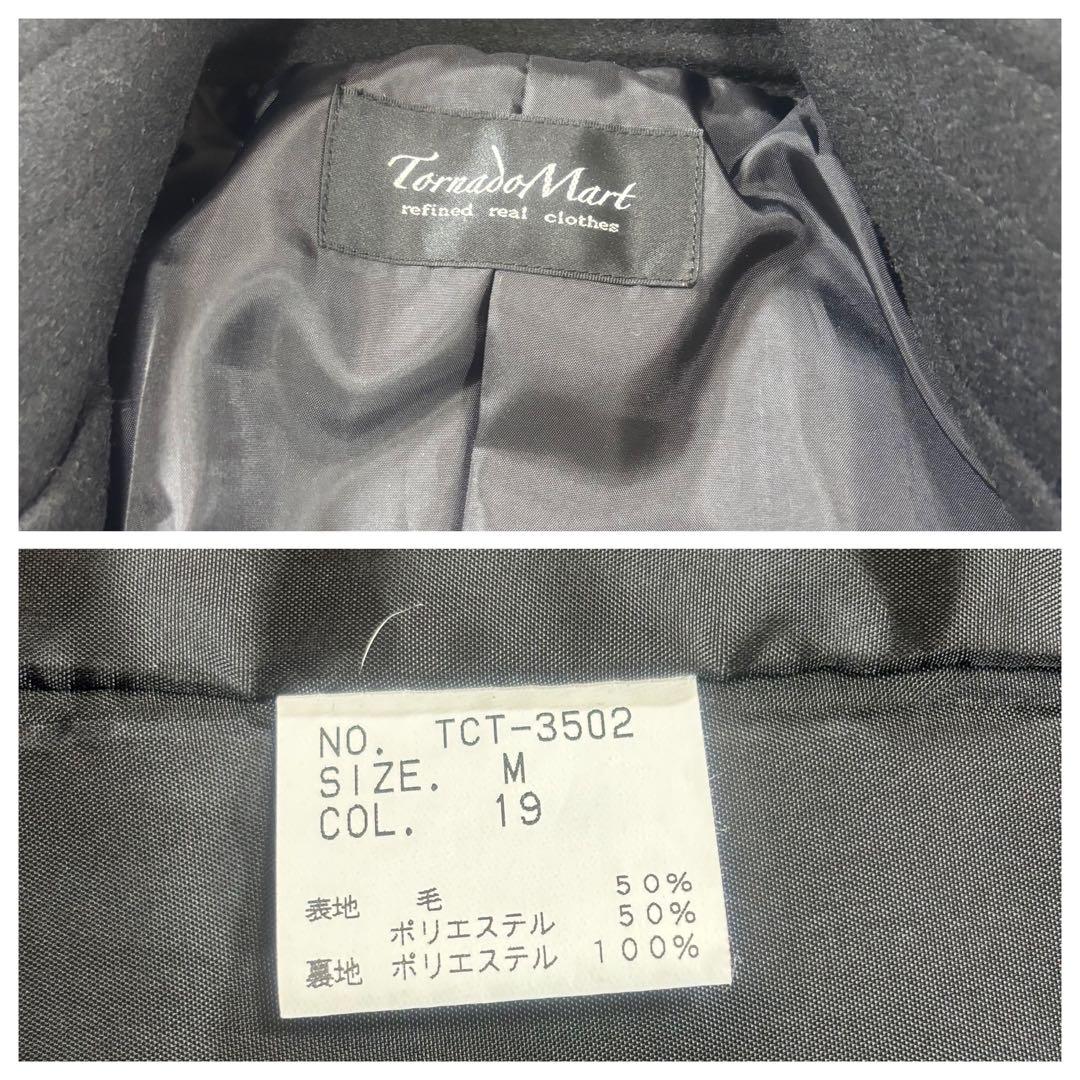 TornadoMart
refined real clothes
NO. TCT-3502
SIZE. M
COL. 19
表地 毛 50%
ポリエステル 50%
裏地 ポリエステル 100%